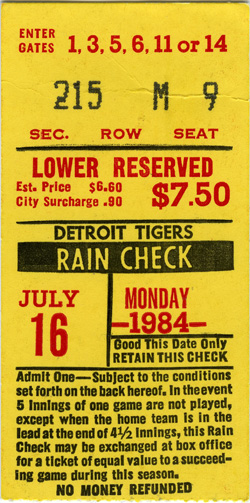 ENTER GATES 1, 3, 5, 6, 11 or 14
215 M 9
SEC. ROW SEAT
LOWER RESERVED
Est. Price $6.60
City Surcharge .90 $7.50
DETROIT TIGERS
RAIN CHECK
JULY 16
MONDAY
—1984—
Good This Date Only
RETAIN THIS CHECK
Admit One—Subject to the conditions
set forth on the back hereof. In the event
5 Innings of one game are not played,
except when the home team is in the
lead at the end of 4½ Innings, this Rain
Check may be exchanged at box office
for a ticket of equal value to a succeed-
ing game during this season.
NO MONEY REFUNDED